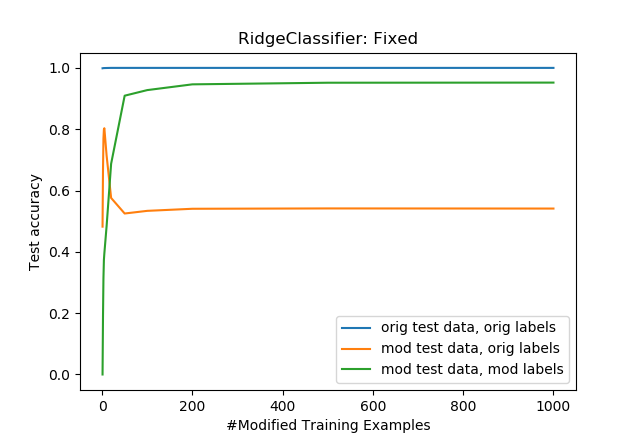 RidgeClassifier: Fixed
1.0
0.8
0.6
0.4
0.2
0.0
Test accuracy
orig test data, orig labels
mod test data, orig labels
mod test data, mod labels
0 200 400 600 800 1000
#Modified Training Examples